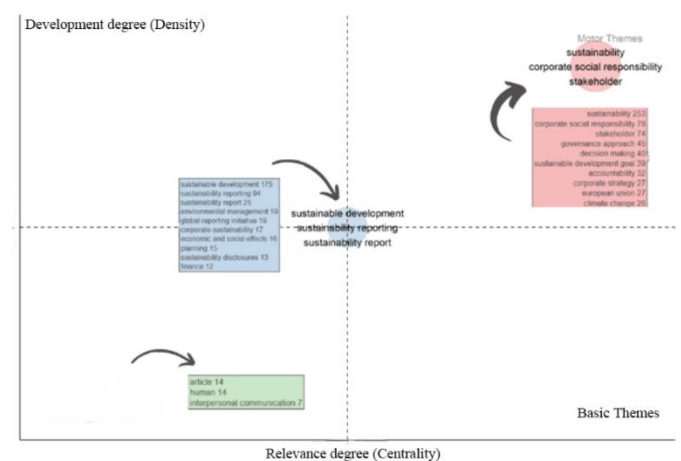 Development degree (Density)
Motor Themes
sustainability
corporate social responsibility
stakeholder
sustainability 253
corporate social responsibility 78
stakeholder 74
governance approach 45
decision making 40
sustainable development goal 39
accountability 32
corporate strategy 27
european union 27
climate change 26
sustainable development 175
sustainability reporting 94
sustainability report 25
environmental management 19
global reporting initiative 19
corporate sustainability 17
economic and social effects 16
planning 15
sustainability disclosures 13
finance 12
sustainable development
sustainability reporting
sustainability report
article 14
human 14
interpersonal communication 7
Basic Themes
Relevance degree (Centrality)